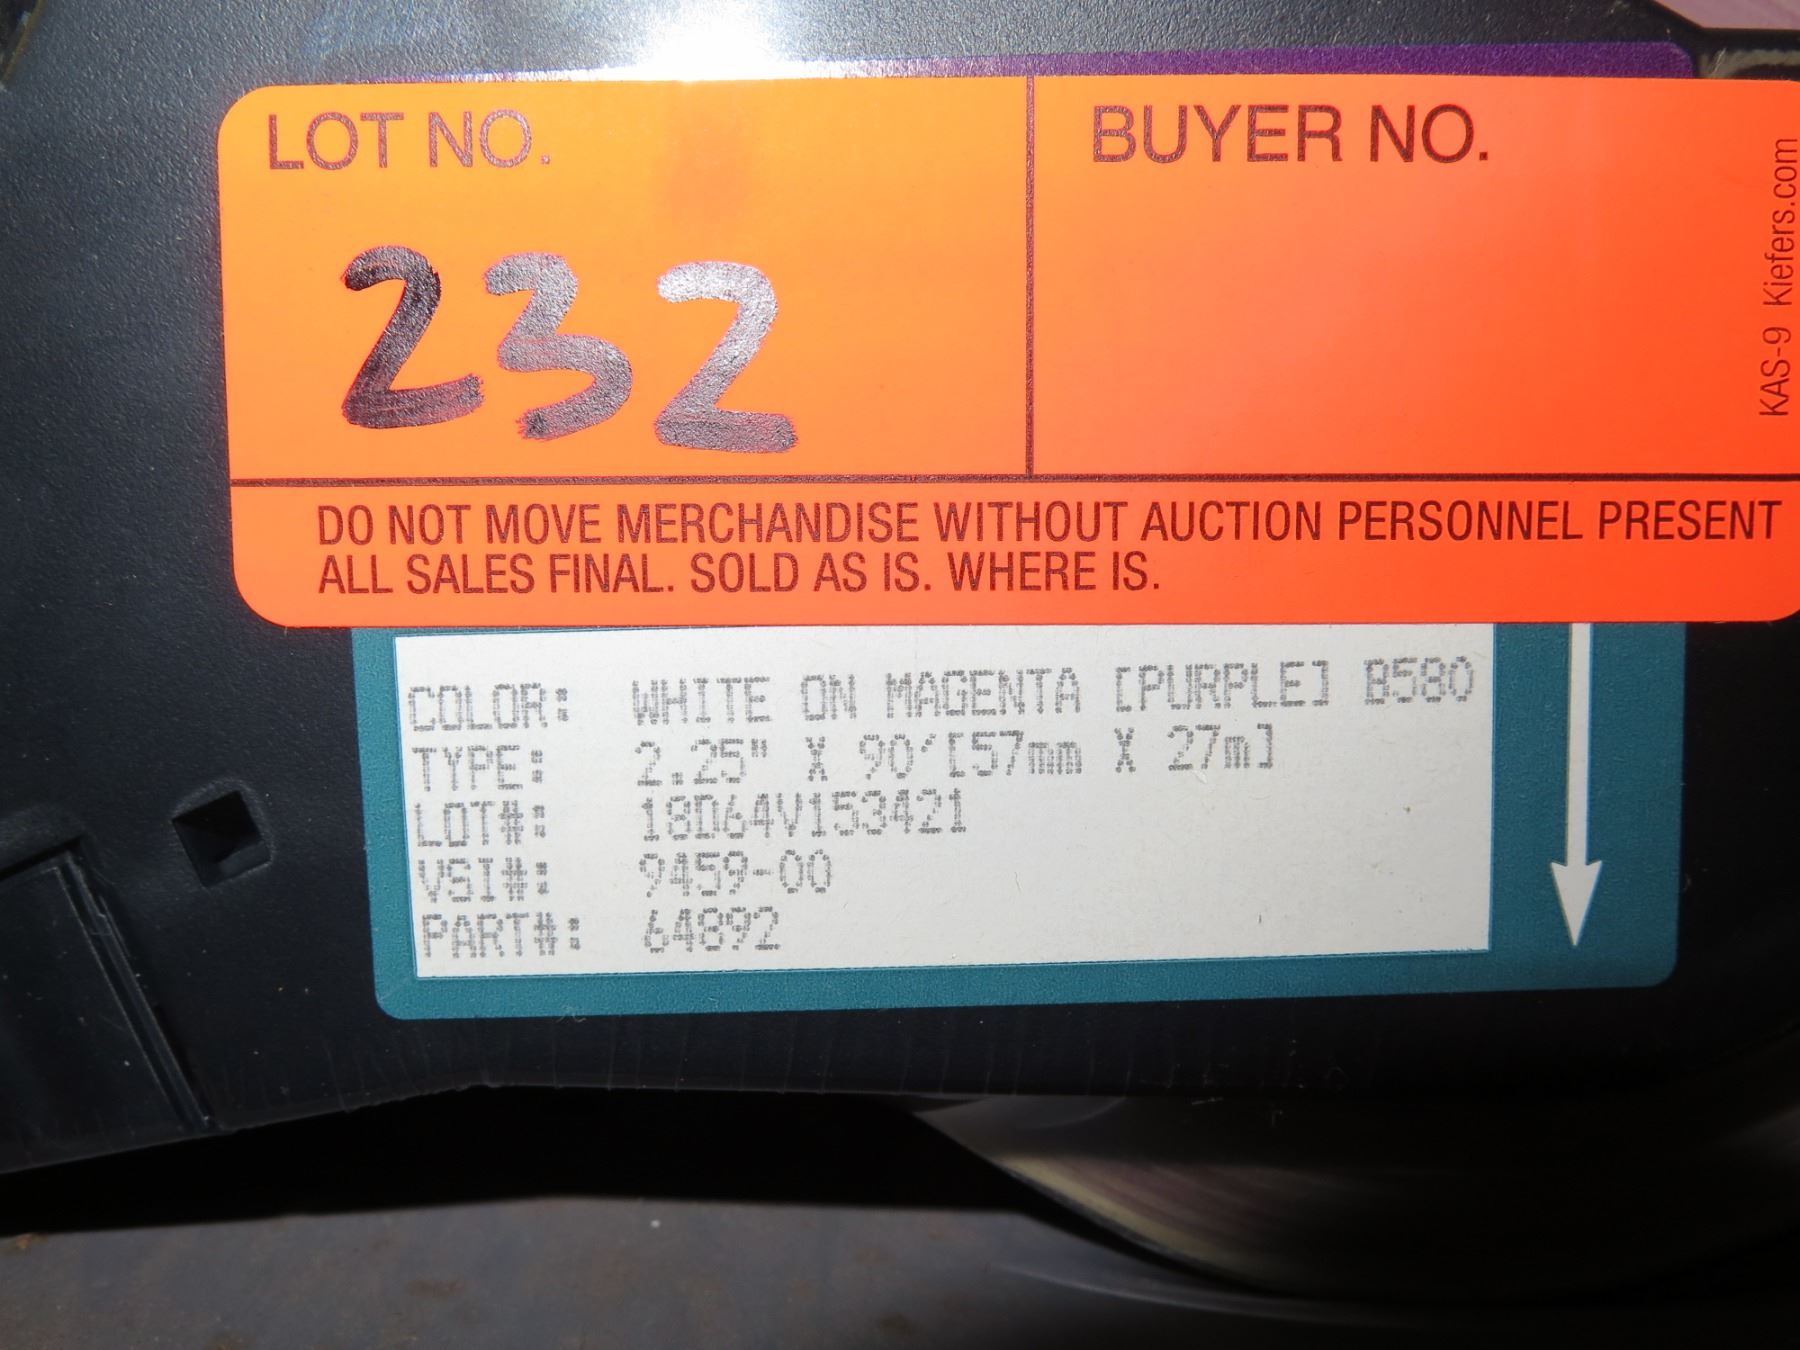 LOT NO.
BUYER NO.
232
KAS-9 Kiefers.com
DO NOT MOVE MERCHANDISE WITHOUT AUCTION PERSONNEL PRESENT
ALL SALES FINAL. SOLD AS IS. WHERE IS.
COLOR: WHITE ON MAGENTA [PURPLE] B580
TYPE: 2.25" X 90'[57mm X 27m]
LOT#:
9459-00
PART#: 64892